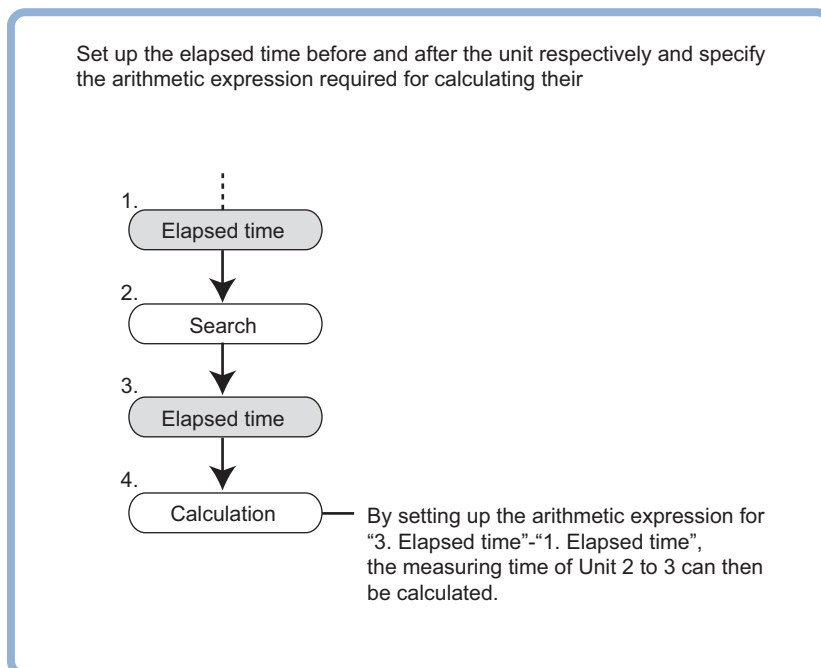 Set up the elapsed time before and after the unit respectively and specify
the arithmetic expression required for calculating their
1.
Elapsed time
2.
Search
3.
Elapsed time
4.
Calculation
By setting up the arithmetic expression for
“3. Elapsed time”-“1. Elapsed time”,
the measuring time of Unit 2 to 3 can then
be calculated.